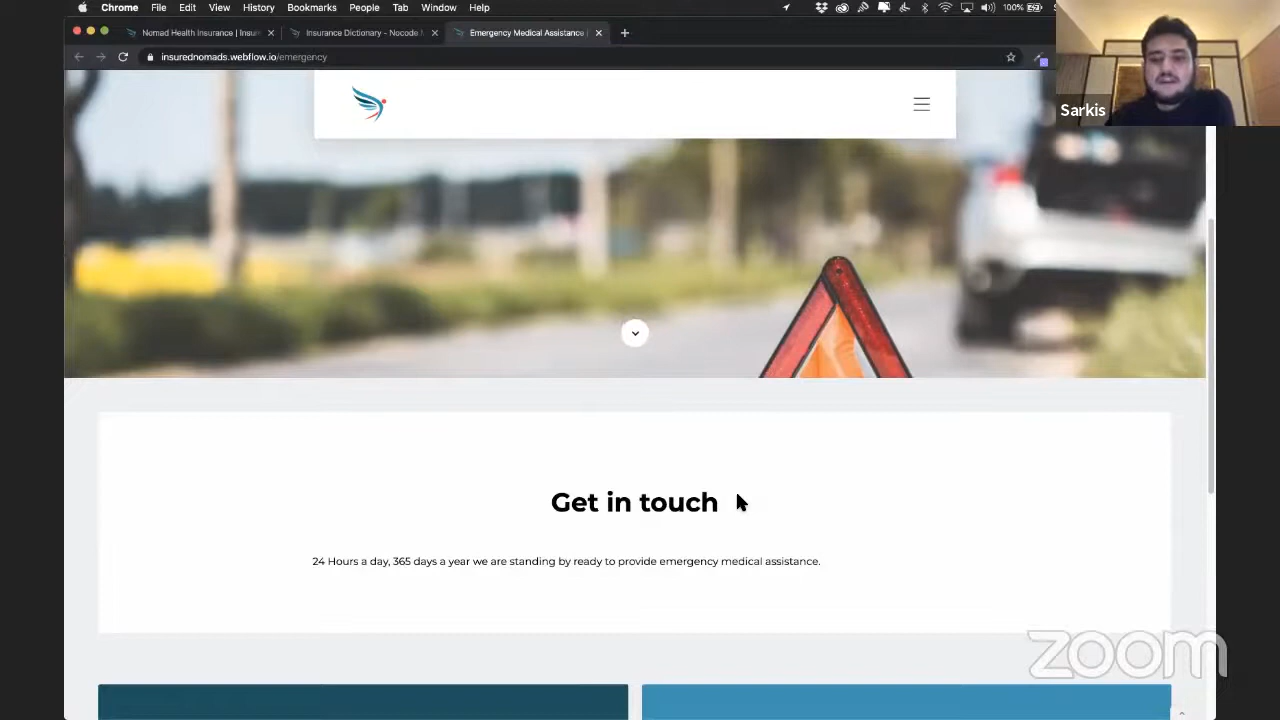 Chrome File Edit View History Bookmarks People Tab Window Help 100%
Nomad Health Insurance | Insur Insurance Dictionary - Nocode M Emergency Medical Assistance |
insurednomads.webflow.io/emergency
Sarkis
Get in touch
24 Hours a day, 365 days a year we are standing by ready to provide emergency medical assistance.
zoom